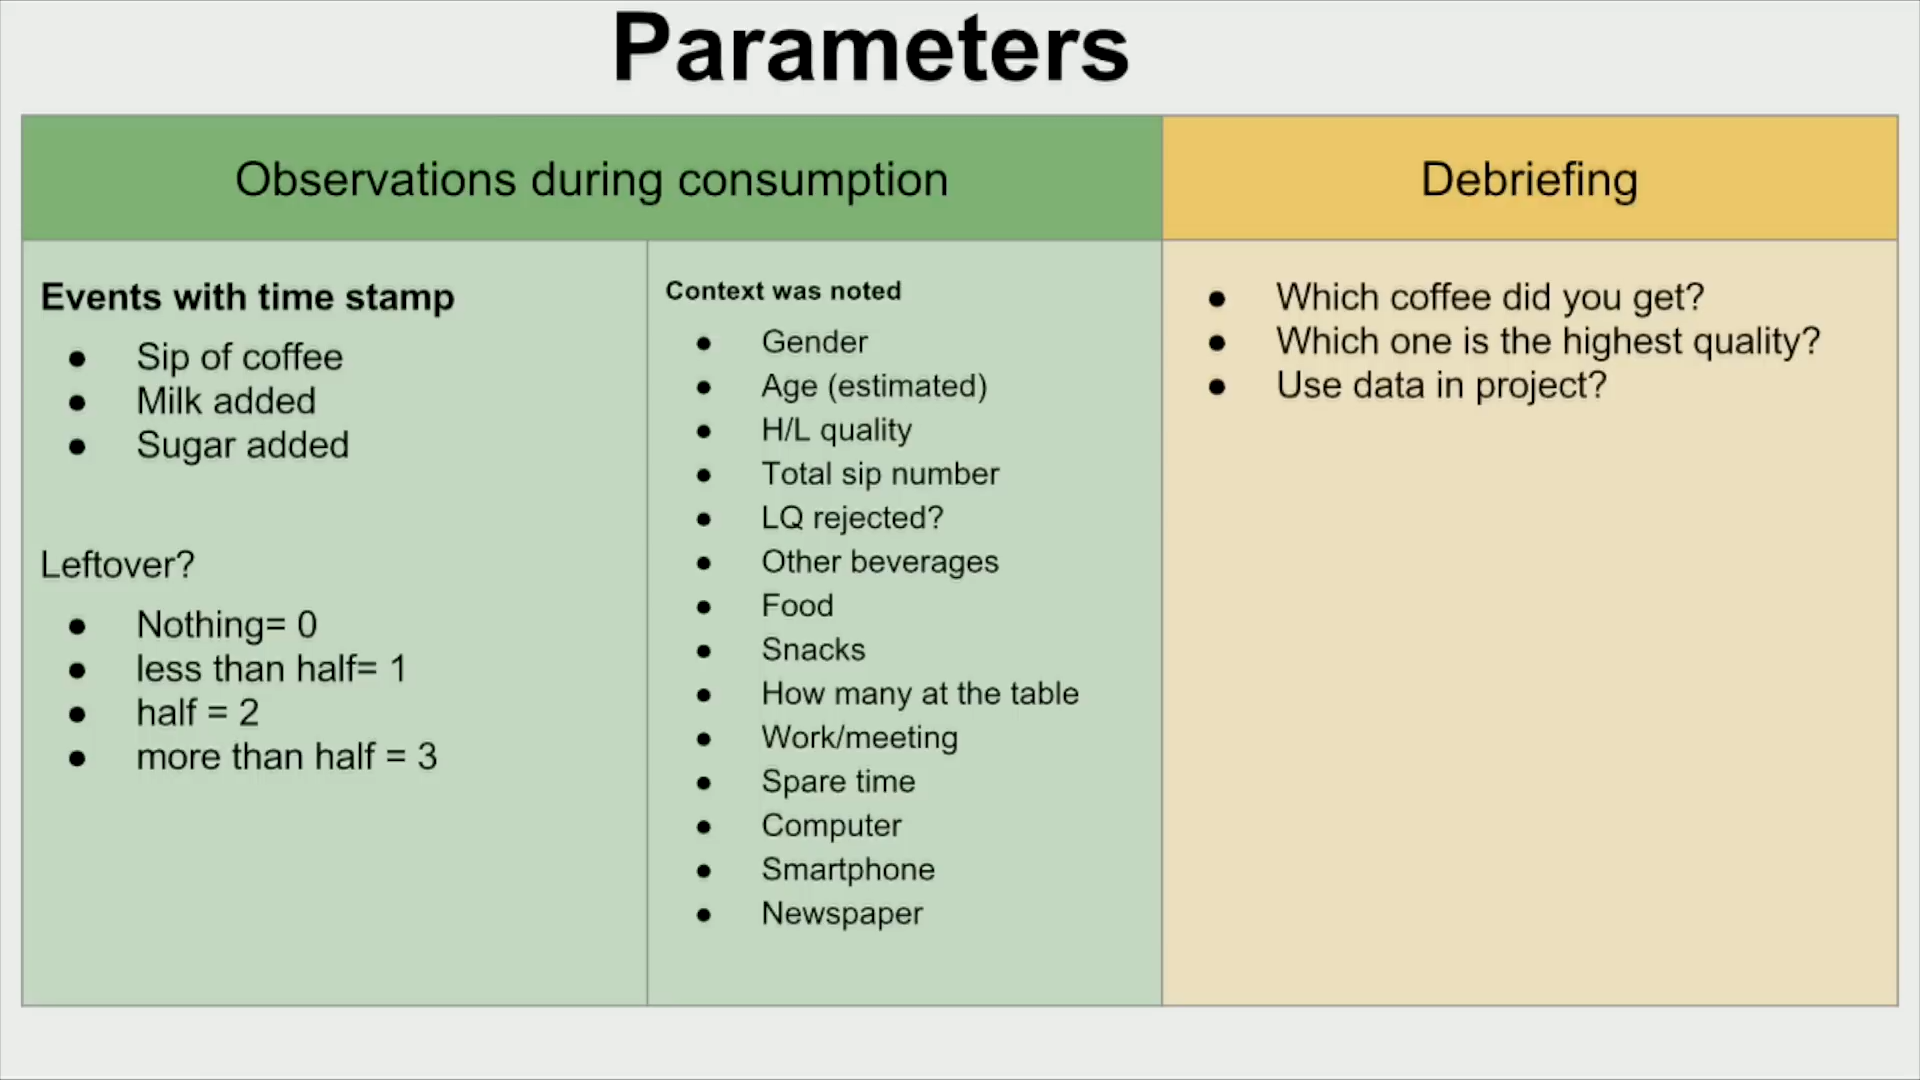 Parameters
Observations during consumption
Debriefing
Events with time stamp
● Sip of coffee
● Milk added
● Sugar added
Leftover?
● Nothing= 0
● less than half= 1
● half = 2
● more than half = 3
Context was noted
● Gender
● Age (estimated)
● H/L quality
● Total sip number
● LQ rejected?
● Other beverages
● Food
● Snacks
● How many at the table
● Work/meeting
● Spare time
● Computer
● Smartphone
● Newspaper
● Which coffee did you get?
● Which one is the highest quality?
● Use data in project?